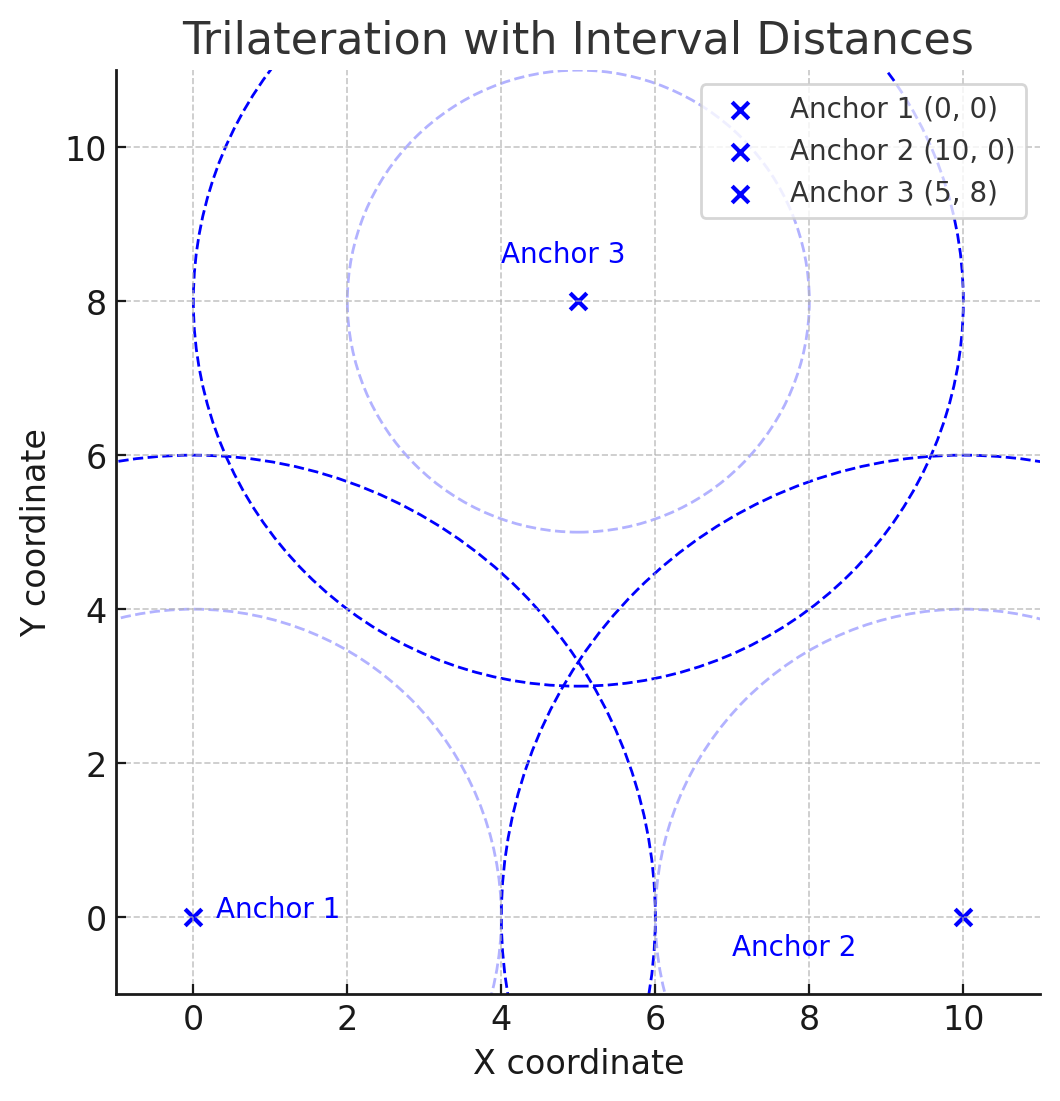 Trilateration with Interval Distances
Anchor 1 (0, 0)
Anchor 2 (10, 0)
Anchor 3 (5, 8)
10
8
6
4
2
0
Y coordinate
Anchor 3
Anchor 1
Anchor 2
0 2 4 6 8 10
X coordinate